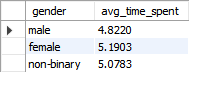 gender avg_time_spent
male 4.8220
female 5.1903
non-binary 5.0783